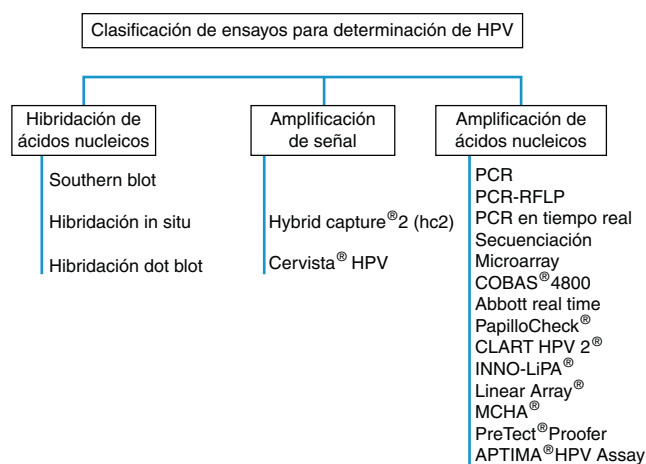 Clasificación de ensayos para determinación de HPV
Hibridación de
ácidos nucleicos
Southern blot
Hibridación in situ
Hibridación dot blot
Amplificación
de señal
Hybrid capture®2 (hc2)
Cervista® HPV
Amplificación de
ácidos nucleicos
PCR
PCR-RFLP
PCR en tiempo real
Secuenciación
Microarray
COBAS®4800
Abbott real time
PapilloCheck®
CLART HPV 2®
INNO-LiPA®
Linear Array®
MCHA®
PreTect®Proofer
APTIMA®HPV Assay